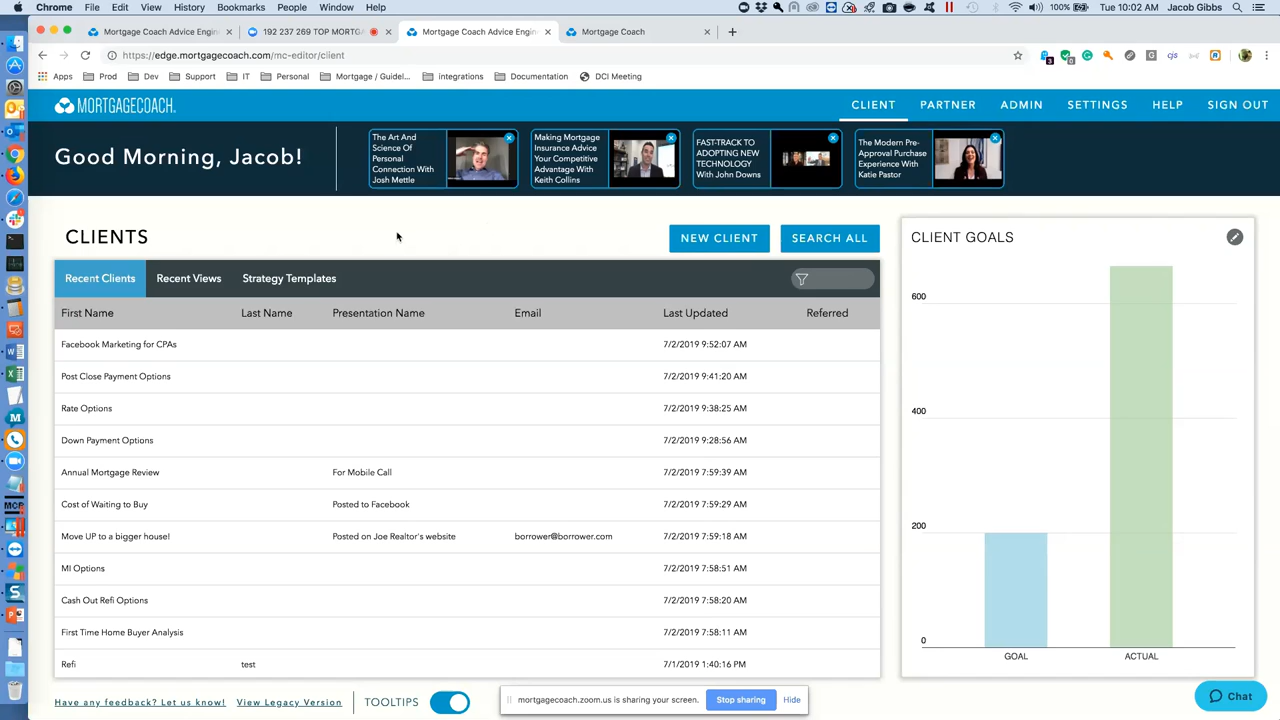 Chrome File Edit View History Bookmarks People Window Help 100% Tue 10:02 AM Jacob Gibbs
Mortgage Coach Advice Engin 192 237 269 TOP MORTG Mortgage Coach Advice Engin Mortgage Coach
https://edge.mortgagecoach.com/mc-editor/client
Apps Prod Dev Support IT Personal Mortgage / Guidel... integrations Documentation DCI Meeting
MORTGAGECOACH CLIENT PARTNER ADMIN SETTINGS HELP SIGN OUT
Good Morning, Jacob!
The Art And
Science Of
Personal
Connection With
Josh Mettle
Making Mortgage
Insurance Advice
Your Competitive
Advantage With
Keith Collins
FAST-TRACK TO
ADOPTING NEW
TECHNOLOGY
With John Downs
The Modern Pre-
Approval Purchase
Experience With
Katie Pastor
CLIENTS NEW CLIENT SEARCH ALL
Recent Clients Recent Views Strategy Templates
First Name Last Name Presentation Name Email Last Updated Referred
Facebook Marketing for CPAs 7/2/2019 9:52:07 AM
Post Close Payment Options 7/2/2019 9:41:20 AM
Rate Options 7/2/2019 9:38:25 AM
Down Payment Options 7/2/2019 9:28:56 AM
Annual Mortgage Review For Mobile Call 7/2/2019 7:59:39 AM
Cost of Waiting to Buy Posted to Facebook 7/2/2019 7:59:29 AM
Move UP to a bigger house! Posted on Joe Realtor's website borrower@borrower.com 7/2/2019 7:59:18 AM
MI Options 7/2/2019 7:58:51 AM
Cash Out Refi Options 7/2/2019 7:58:20 AM
First Time Home Buyer Analysis 7/2/2019 7:58:11 AM
Refi test 7/1/2019 1:40:16 PM
CLIENT GOALS
600
400
200
0
GOAL ACTUAL
Have any feedback? Let us know! View Legacy Version TOOLTIPS
mortgagecoach.zoom.us is sharing your screen. Stop sharing Hide
Chat